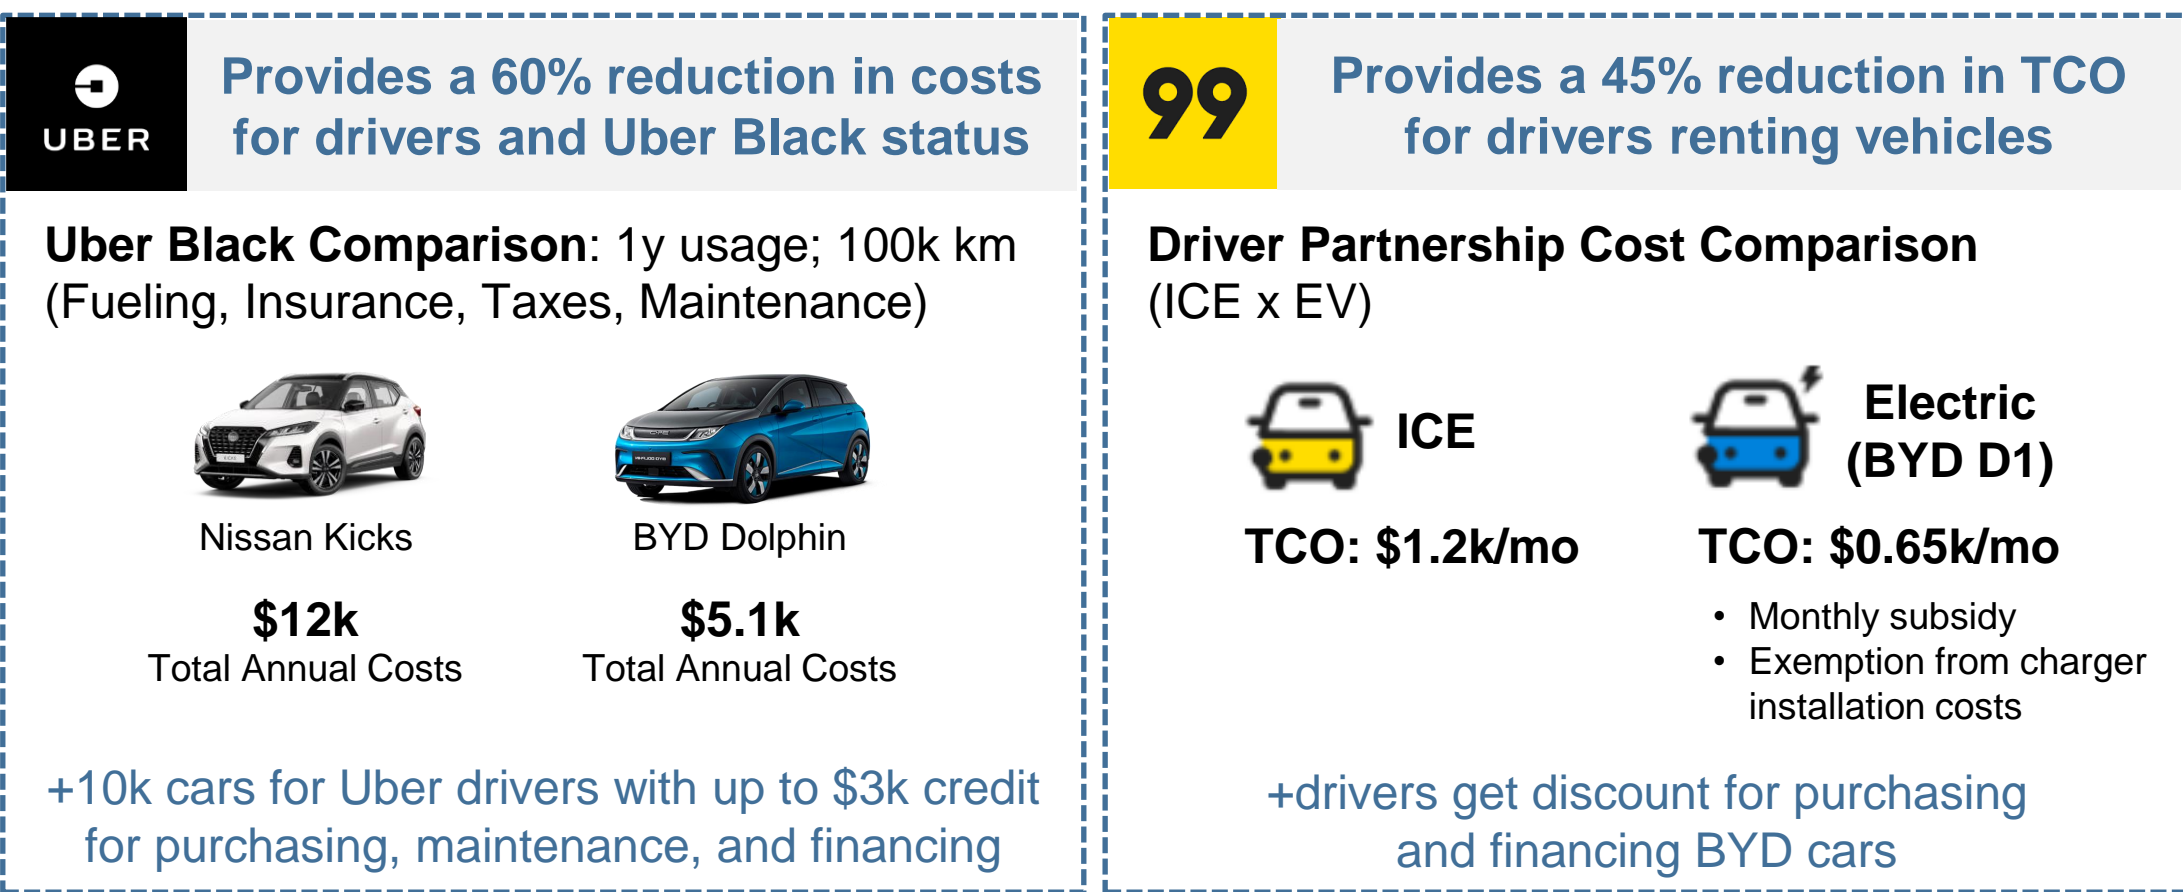 UBER
Provides a 60% reduction in costs
for drivers and Uber Black status
Uber Black Comparison: 1y usage; 100k km
(Fueling, Insurance, Taxes, Maintenance)
Nissan Kicks
$12k
Total Annual Costs
BYD Dolphin
$5.1k
Total Annual Costs
+10k cars for Uber drivers with up to $3k credit
for purchasing, maintenance, and financing
99
Provides a 45% reduction in TCO
for drivers renting vehicles
Driver Partnership Cost Comparison
(ICE x EV)
ICE
TCO: $1.2k/mo
Electric
(BYD D1)
TCO: $0.65k/mo
• Monthly subsidy
• Exemption from charger
installation costs
+drivers get discount for purchasing
and financing BYD cars